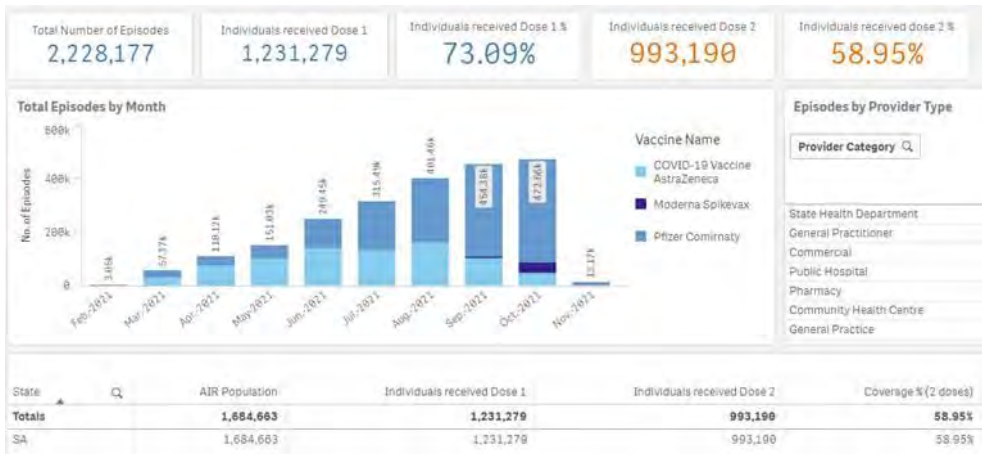 Total Number of Episodes
2,228,177
Individuals received Dose 1
1,231,279
Individuals received Dose 1 %
73.09%
Individuals received Dose 2
993,190
Individuals received dose 2 %
58.95%
Total Episodes by Month
No. of Episodes
600k
400k
200k
0
3.05k
57.77k
110.12k
151.03k
249.45k
315.49k
401.46k
454.38k
473.66k
13.17k
Feb-2021
Mar-2021
Apr-2021
May-2021
Jun-2021
Jul-2021
Aug-2021
Sep-2021
Oct-2021
Nov-2021
Vaccine Name
COVID-19 Vaccine
AstraZeneca
Moderna Spikevax
Pfizer Comirnaty
Episodes by Provider Type
Provider Category
State Health Department
General Practitioner
Commercial
Public Hospital
Pharmacy
Community Health Centre
General Practice
State AIR Population Individuals received Dose 1 Individuals received Dose 2 Coverage % (2 doses)
Totals 1,684,663 1,231,279 993,190 58.95%
SA 1,684,663 1,231,279 993,190 58.95%